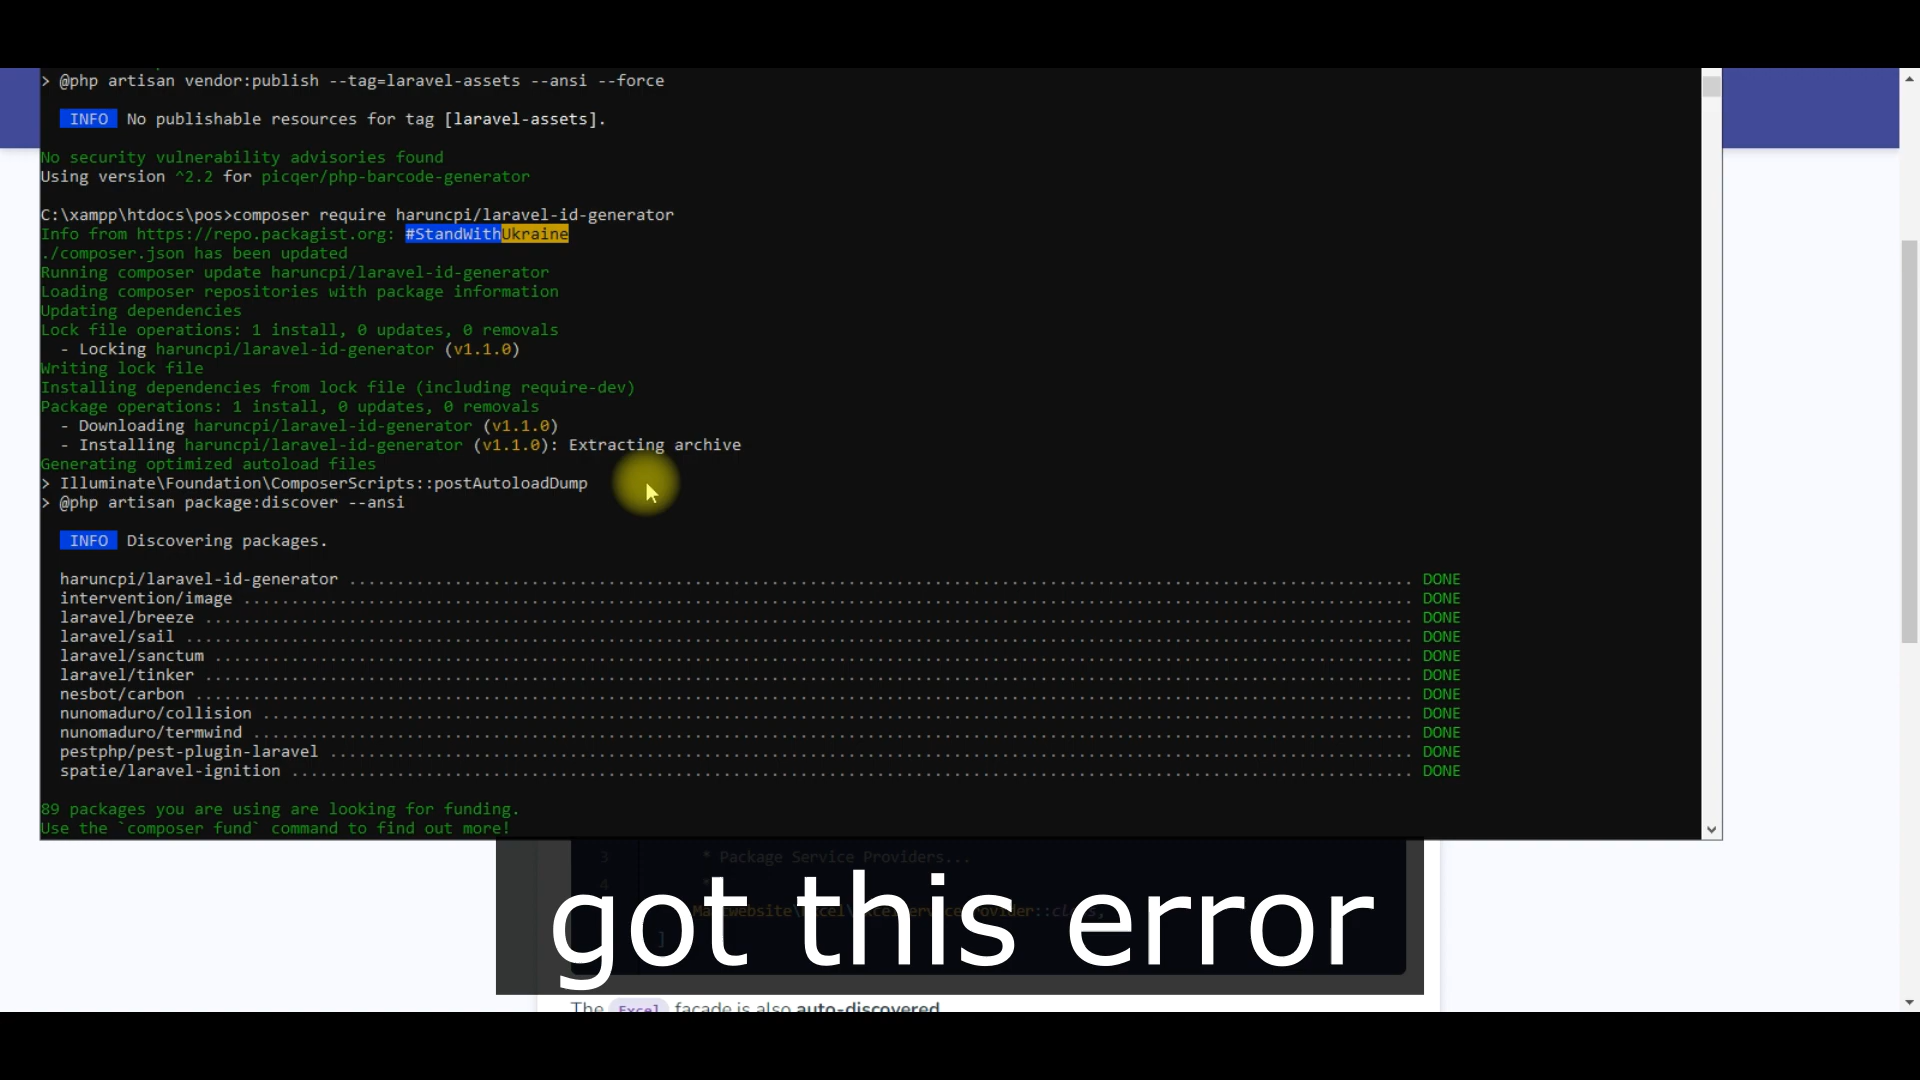 > @php artisan vendor:publish --tag=laravel-assets --ansi --force
INFO No publishable resources for tag [laravel-assets].
No security vulnerability advisories found
Using version ^2.2 for picqer/php-barcode-generator
C:\xampp\htdocs\pos>composer require haruncpi/laravel-id-generator
Info from https://repo.packagist.org: #StandWithUkraine
./composer.json has been updated
Running composer update haruncpi/laravel-id-generator
Loading composer repositories with package information
Updating dependencies
Lock file operations: 1 install, 0 updates, 0 removals
- Locking haruncpi/laravel-id-generator (v1.1.0)
Writing lock file
Installing dependencies from lock file (including require-dev)
Package operations: 1 install, 0 updates, 0 removals
- Downloading haruncpi/laravel-id-generator (v1.1.0)
- Installing haruncpi/laravel-id-generator (v1.1.0): Extracting archive
Generating optimized autoload files
> Illuminate\Foundation\ComposerScripts::postAutoloadDump
> @php artisan package:discover --ansi
INFO Discovering packages.
haruncpi/laravel-id-generator ... DONE
intervention/image ... DONE
laravel/breeze ... DONE
laravel/sail ... DONE
laravel/sanctum ... DONE
laravel/tinker ... DONE
nesbot/carbon ... DONE
nunomaduro/collision ... DONE
nunomaduro/termwind ... DONE
pestphp/pest-plugin-laravel ... DONE
spatie/laravel-ignition ... DONE
89 packages you are using are looking for funding.
Use the `composer fund` command to find out more!
3 * Package Service Providers...
4
got this error
The Excel facade is also auto-discovered